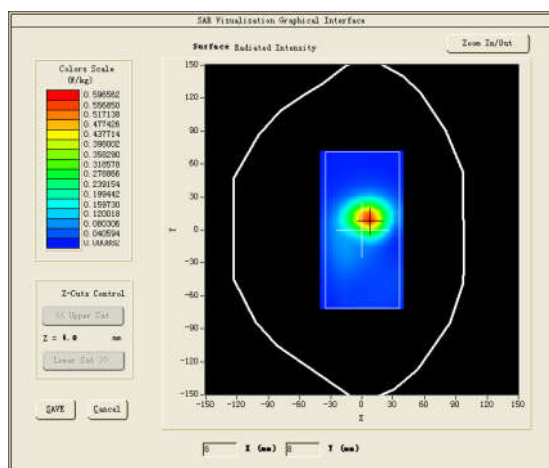 SAR Visualisation Graphical Interface
Surface Radiated Intensity
Zoom In/Out
Colors Scale
(W/kg)
0.596562
0.556850
0.517138
0.477426
0.437714
0.398002
0.358290
0.318578
0.278866
0.239154
0.199442
0.159730
0.120018
0.080306
0.040594
0.000882
150
120
90
60
30
0
-30
-60
-90
-120
-150
Y
-150 -120 -90 -60 -30 0 30 60 90 120 150
X
Z-Cuts Control
<< Upper Cut
Z = 4.0 mm
Lower Cut >>
SAVE Cancel
8 X (mm) 8 Y (mm)